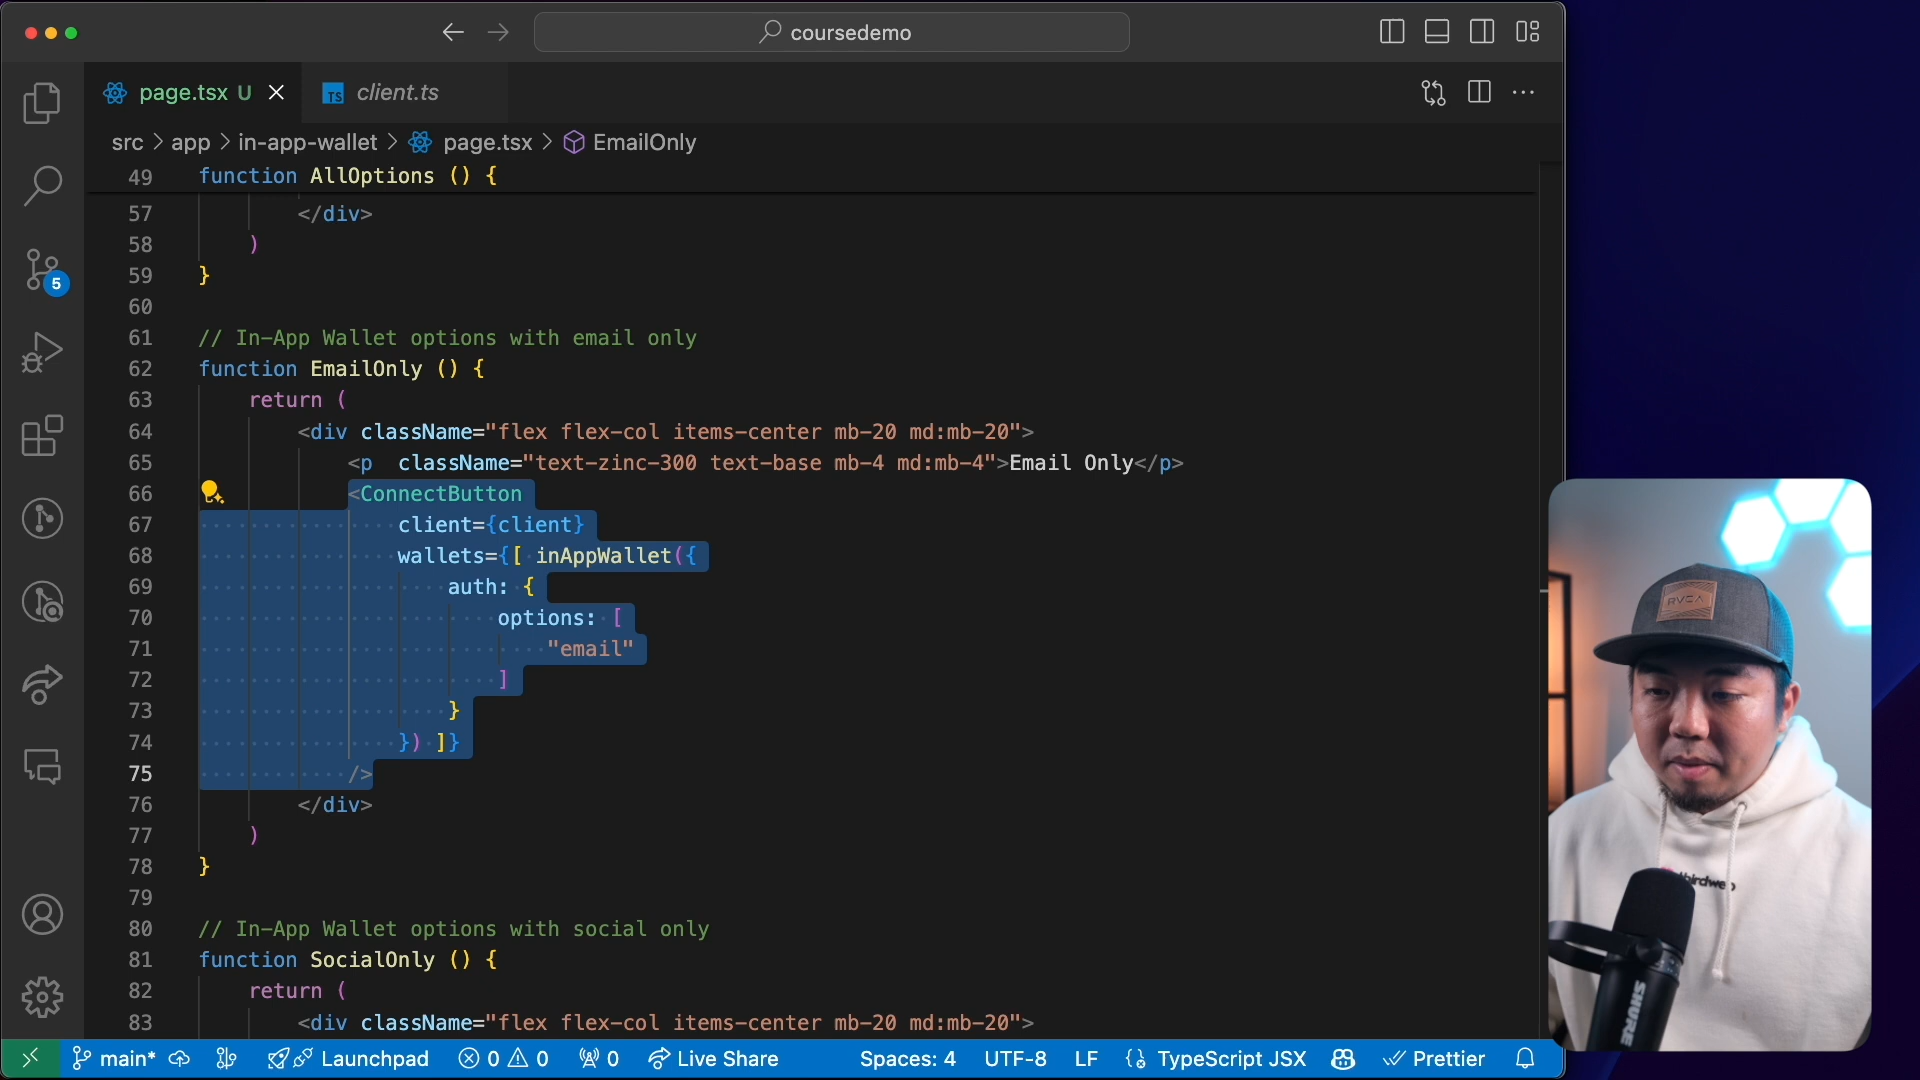 coursedemo
page.tsx U
TS client.ts
src > app > in-app-wallet > page.tsx > EmailOnly
49 function AllOptions () {
57 </div>
58 )
59 }
60
61 // In-App Wallet options with email only
62 function EmailOnly () {
63 return (
64 <div className="flex flex-col items-center mb-20 md:mb-20">
65 <p className="text-zinc-300 text-base mb-4 md:mb-4">Email Only</p>
66 <ConnectButton
67 client={client}
68 wallets={[ inAppWallet({
69 auth: {
70 options: [
71 "email"
72 ]
73 }
74 }) ]}
75 />
76 </div>
77 )
78 }
79
80 // In-App Wallet options with social only
81 function SocialOnly () {
82 return (
83 <div className="flex flex-col items-center mb-20 md:mb-20">
5
main* Launchpad 0 0 0 Live Share Spaces: 4 UTF-8 LF {} TypeScript JSX Prettier
RVCA
thirdweb
SHURE